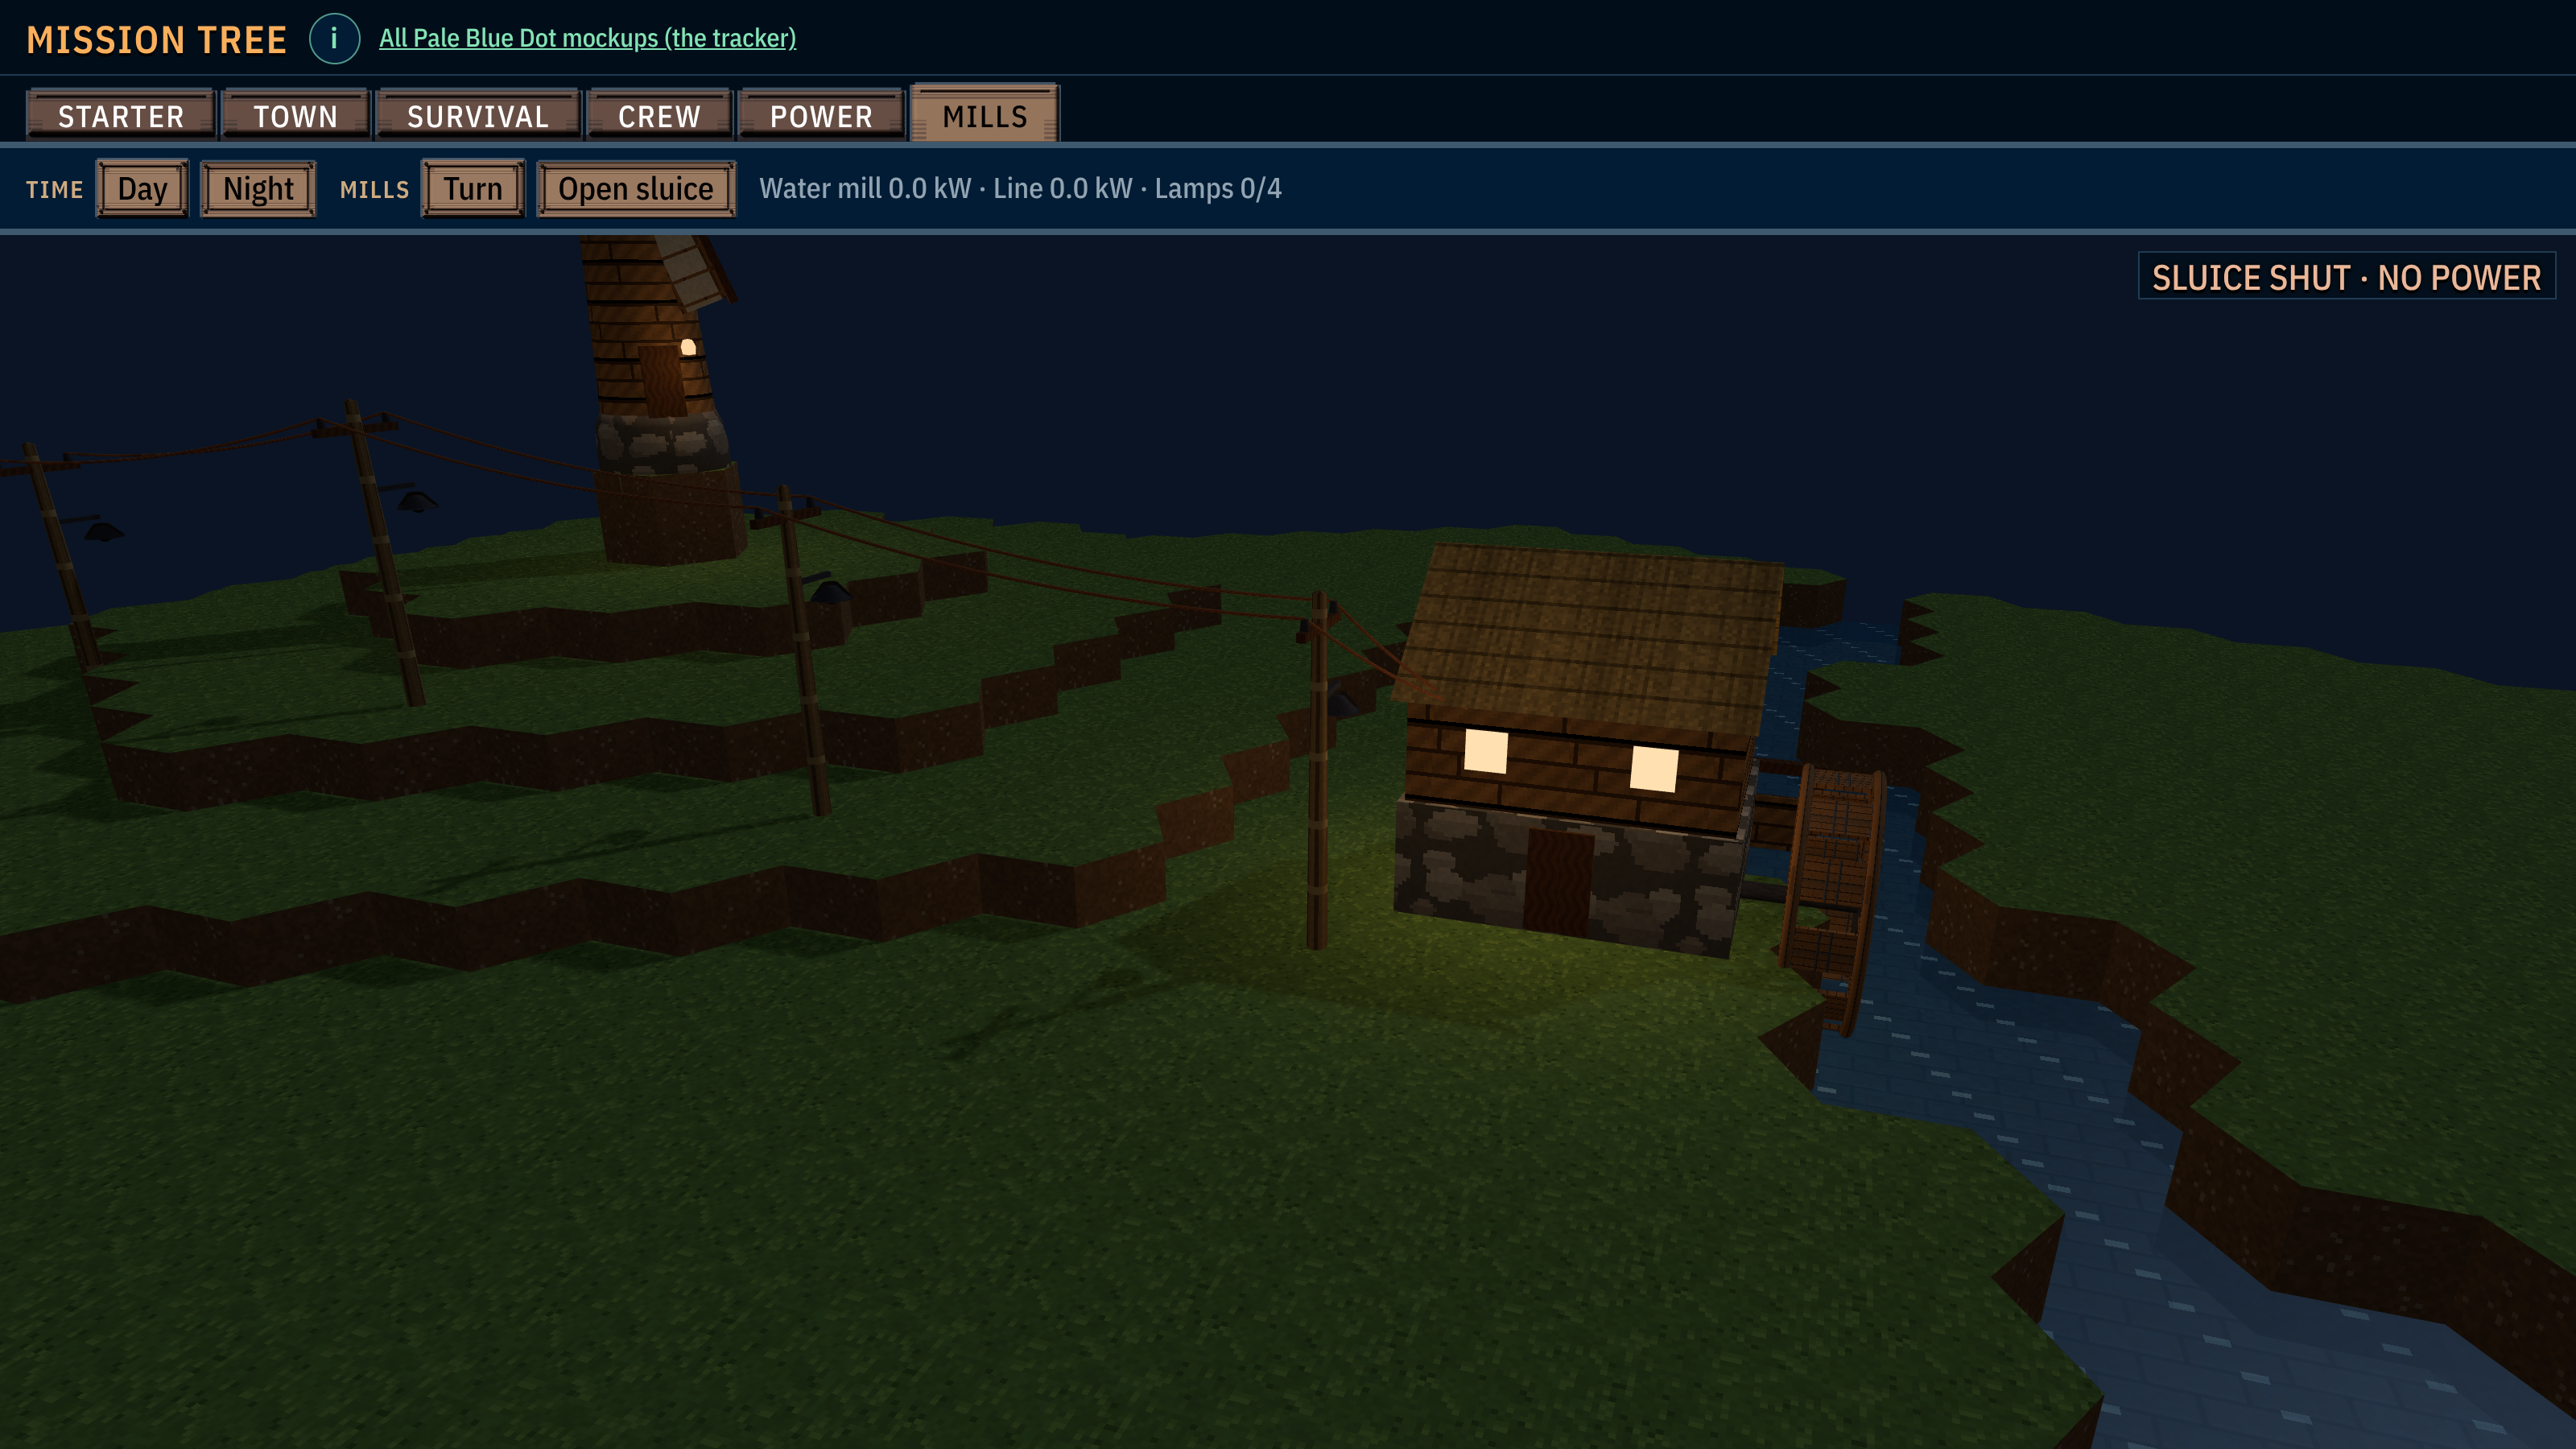 MISSION TREE i All Pale Blue Dot mockups (the tracker)
STARTER TOWN SURVIVAL CREW POWER MILLS
TIME Day Night MILLS Turn Open sluice Water mill 0.0 kW · Line 0.0 kW · Lamps 0/4
SLUICE SHUT · NO POWER